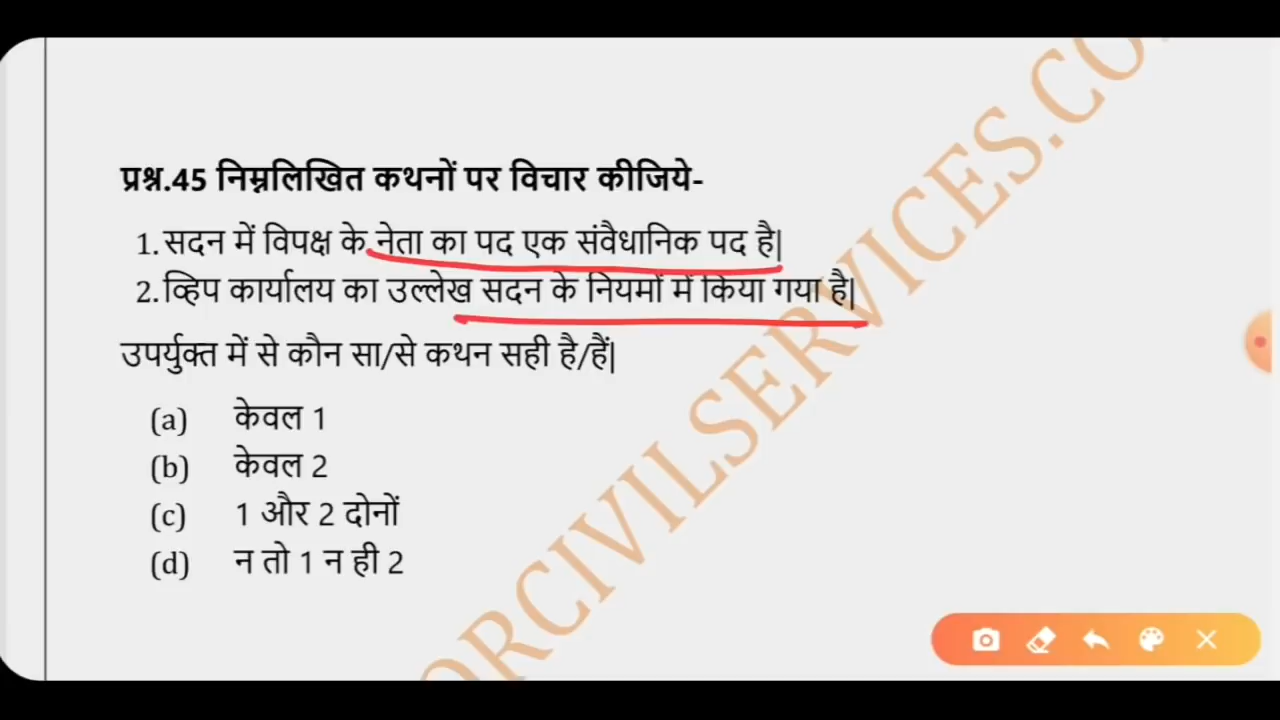 प्रश्न.45 निम्नलिखित कथनों पर विचार कीजिये-
1. सदन में विपक्ष के नेता का पद एक संवैधानिक पद है|
2. व्हिप कार्यालय का उल्लेख सदन के नियमों में किया गया है|
उपर्युक्त में से कौन सा/से कथन सही है/हैं|
(a) केवल 1
(b) केवल 2
(c) 1 और 2 दोनों
(d) न तो 1 न ही 2
ORCIVILSERVICES.CO